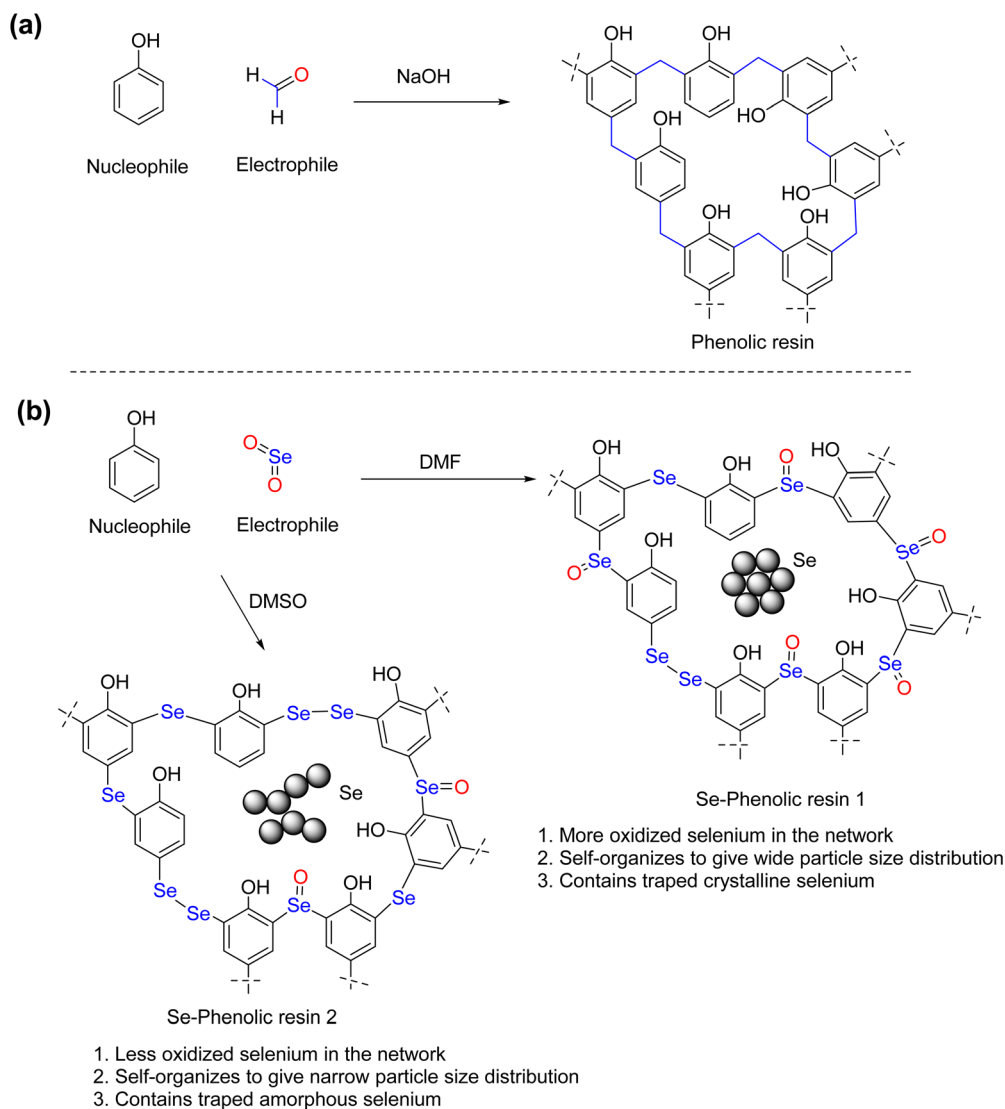 (a)
OH
H
O
H
NaOH
Nucleophile
Electrophile
OH
OH
OH
HO
HO
OH
OH
Phenolic resin
(b)
OH
O
Se
O
DMF
Nucleophile
Electrophile
DMSO
OH
Se
OH
O
Se
OH
Se
O
OH
O
Se
Se
HO
Se
Se
OH
O
Se
OH
Se
O
Se-Phenolic resin 1
1. More oxidized selenium in the network
2. Self-organizes to give wide particle size distribution
3. Contains traped crystalline selenium
OH
Se
OH
Se
Se
OH
Se
OH
Se
Se
O
HO
Se
Se
OH
O
Se
OH
Se
Se-Phenolic resin 2
1. Less oxidized selenium in the network
2. Self-organizes to give narrow particle size distribution
3. Contains traped amorphous selenium